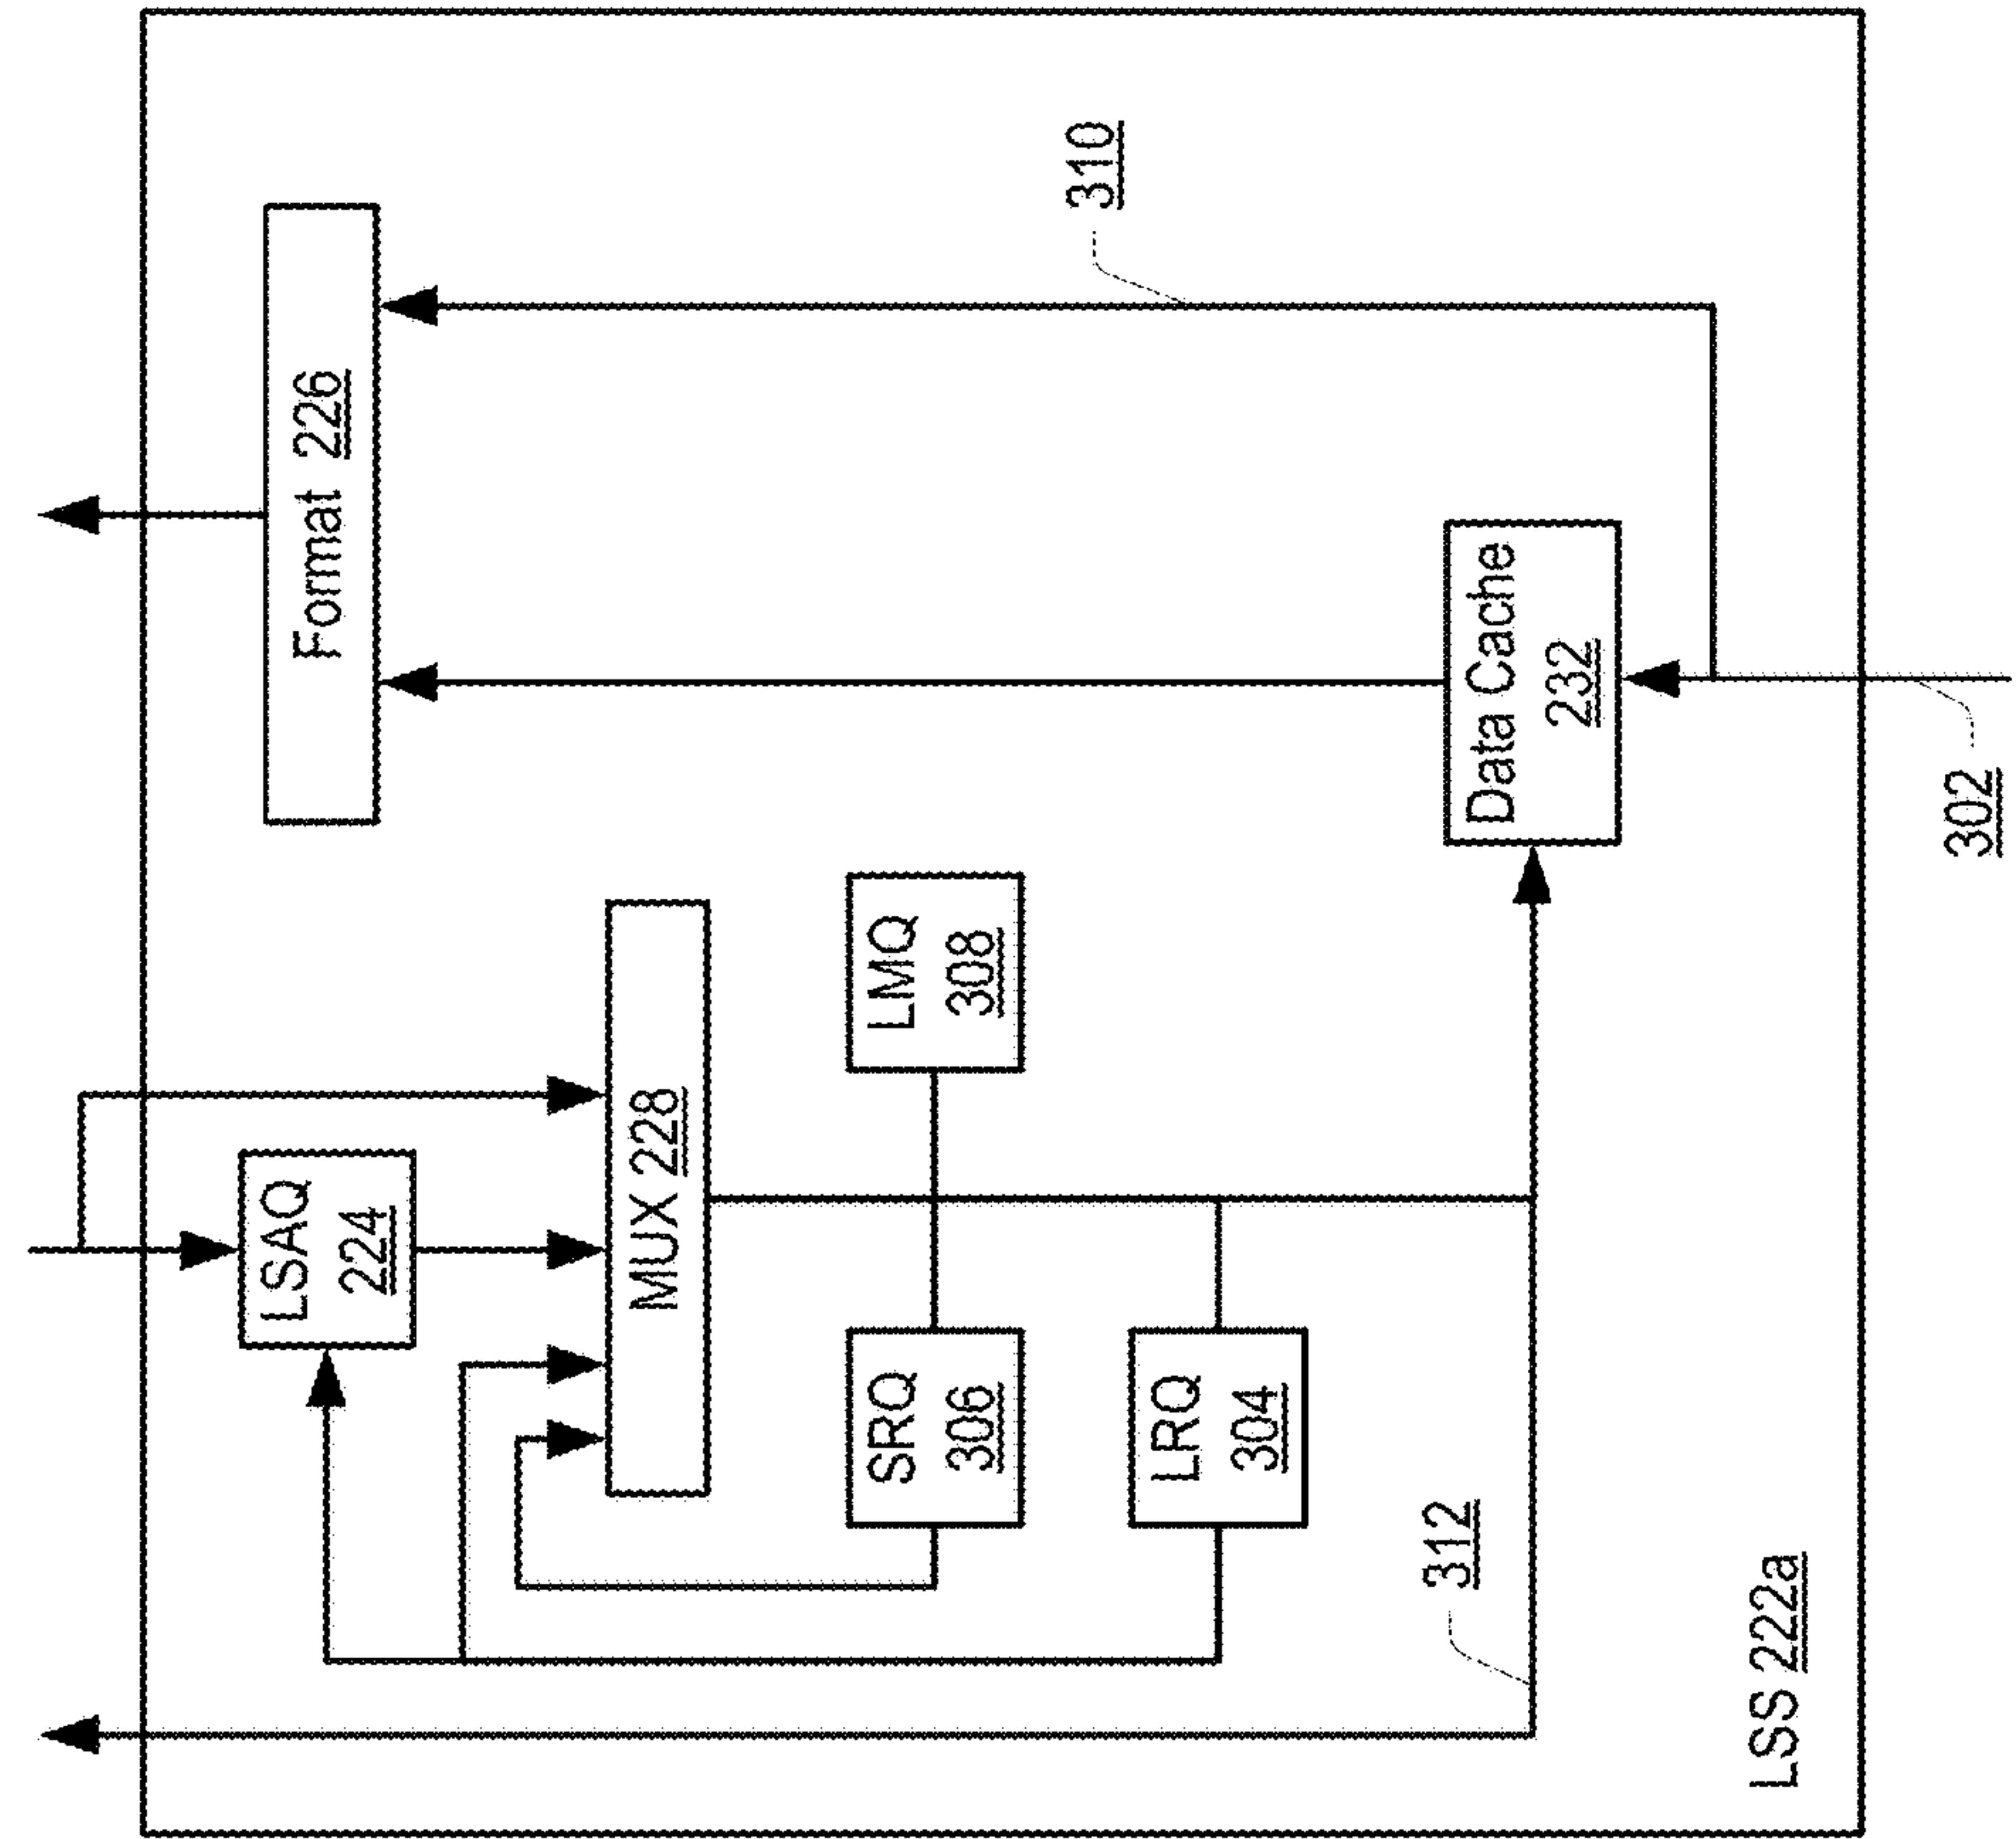 LSAQ
224
Format 226
MUX 228
SRQ
306
LMQ
308
310
LRQ
304
312
Data Cache
232
LSS 222a
302